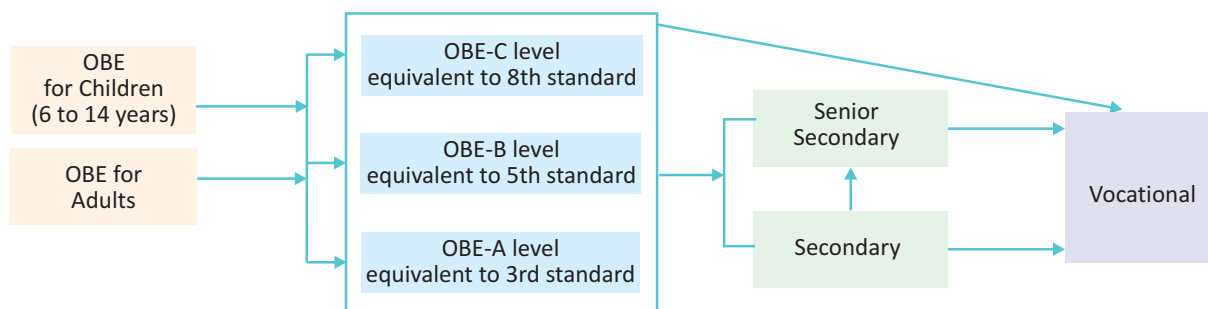 OBE
for Children
(6 to 14 years)
OBE for
Adults
OBE-C level
equivalent to 8th standard
OBE-B level
equivalent to 5th standard
OBE-A level
equivalent to 3rd standard
Senior
Secondary
Secondary
Vocational